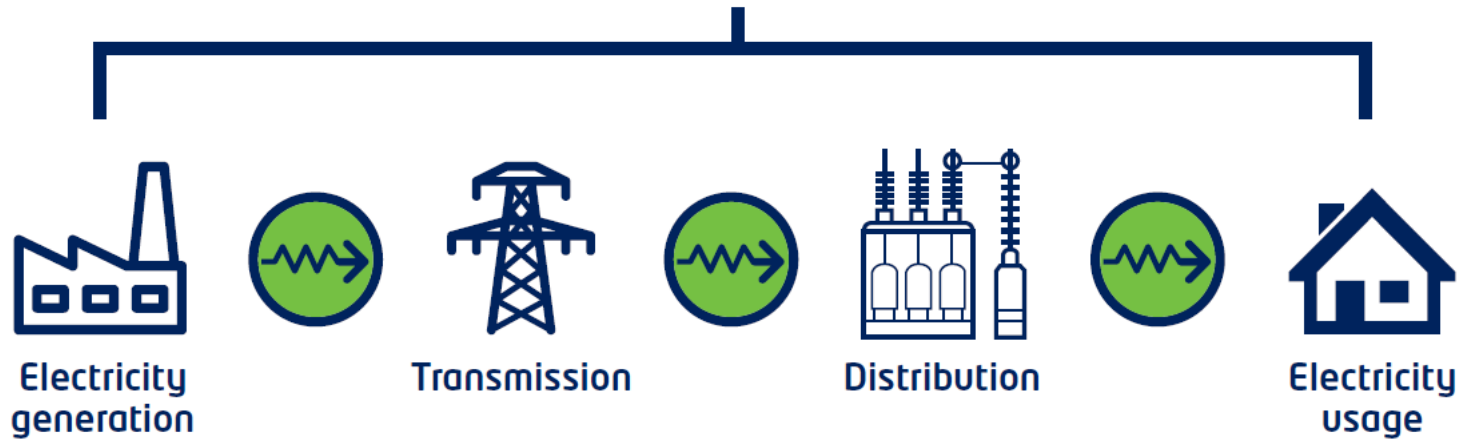 Electricity
generation
Transmission
Distribution
Electricity
usage